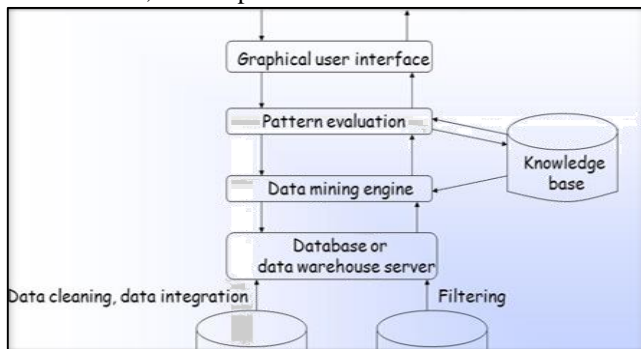 Graphical user interface
Pattern evaluation
Knowledge
base
Data mining engine
Database or
data warehouse server
Data cleaning, data integration
Filtering